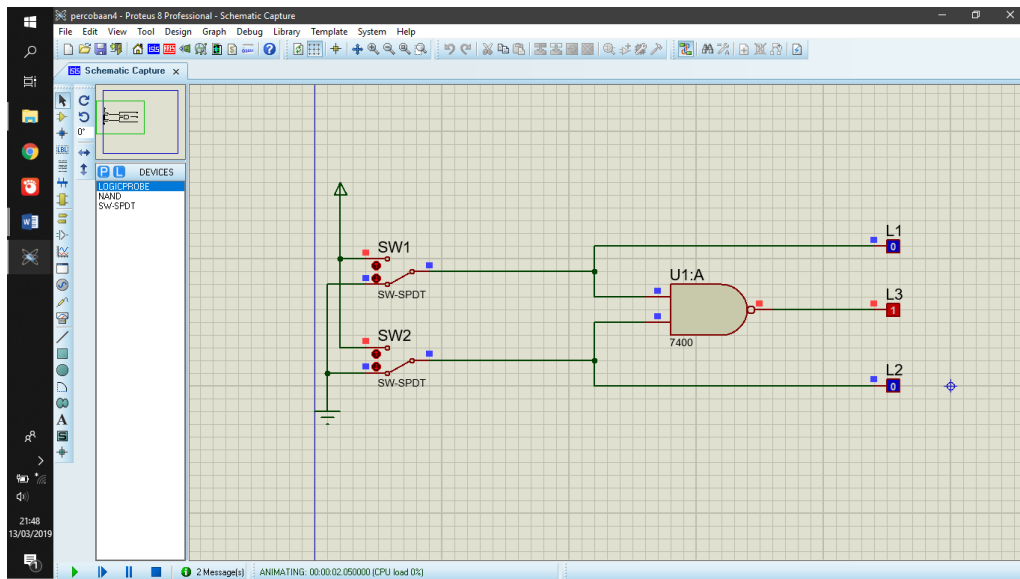 percobaan4 - Proteus 8 Professional - Schematic Capture
File Edit View Tool Design Graph Debug Library Template System Help
Schematic Capture
0°
LBL
P L DEVICES
LOGICPROBE
NAND
SW-SPDT
A
S
SW1
SW-SPDT
SW2
SW-SPDT
U1:A
7400
L1
0
L3
1
L2
0
21:48
13/03/2019
2 Message(s) ANIMATING: 00:00:02.050000 (CPU load 0%)